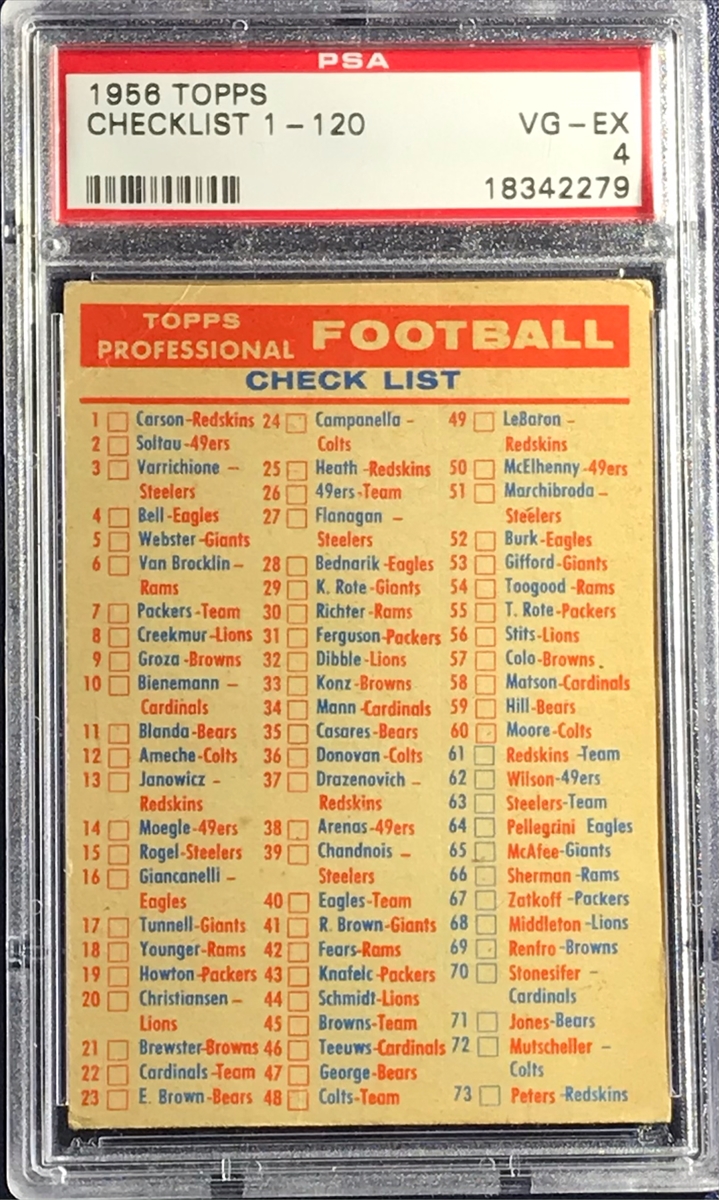 PSA
1956 TOPPS
CHECKLIST 1-120 VG-EX
4
18342279
TOPPS
PROFESSIONAL FOOTBALL
CHECK LIST
1 Carson-Redskins
2 Soltau-49ers
3 Varrichione -
Steelers
4 Bell-Eagles
5 Webster-Giants
6 Van Brocklin-
Rams
7 Packers-Team
8 Creekmur-Lions
9 Groza-Browns
10 Bienemann -
Cardinals
11 Blanda-Bears
12 Ameche-Colts
13 Janowicz -
Redskins
14 Moegle-49ers
15 Rogel-Steelers
16 Giancanelli -
Eagles
17 Tunnell-Giants
18 Younger-Rams
19 Howton-Packers
20 Christiansen-
Lions
21 Brewster-Browns
22 Cardinals-Team
23 E. Brown-Bears
24 Campanella -
Colts
25 Heath-Redskins
26 49ers-Team
27 Flanagan -
Steelers
28 Bednarik-Eagles
29 K. Rote-Giants
30 Richter-Rams
31 Ferguson-Packers
32 Dibble-Lions
33 Konz-Browns
34 Mann-Cardinals
35 Casares-Bears
36 Donovan-Colts
37 Drazenovich -
Redskins
38 Arenas-49ers
39 Chandnois -
Steelers
40 Eagles-Team
41 R. Brown-Giants
42 Fears-Rams
43 Knafelc-Packers
44 Schmidt-Lions
45 Browns-Team
46 Teeuws-Cardinals
47 George-Bears
48 Colts-Team
49 LeBaron -
Redskins
50 McElhenny-49ers
51 Marchibroda -
Steelers
52 Burk-Eagles
53 Gifford-Giants
54 Toogood-Rams
55 T. Rote-Packers
56 Stits-Lions
57 Colo-Browns
58 Matson-Cardinals
59 Hill-Bears
60 Moore-Colts
61 Redskins-Team
62 Wilson-49ers
63 Steelers-Team
64 Pellegrini Eagles
65 McAfee-Giants
66 Sherman-Rams
67 Zatkoff-Packers
68 Middleton-Lions
69 Renfro-Browns
70 Stonesifer -
Cardinals
71 Jones-Bears
72 Mutscheller -
Colts
73 Peters-Redskins